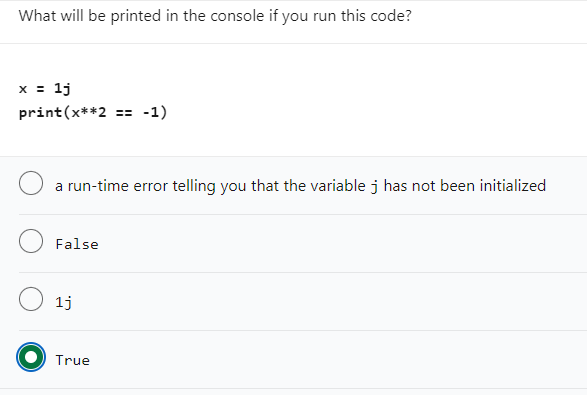 What will be printed in the console if you run this code?
x = 1j
print(x**2 == -1)
a run-time error telling you that the variable j has not been initialized
False
1j
True